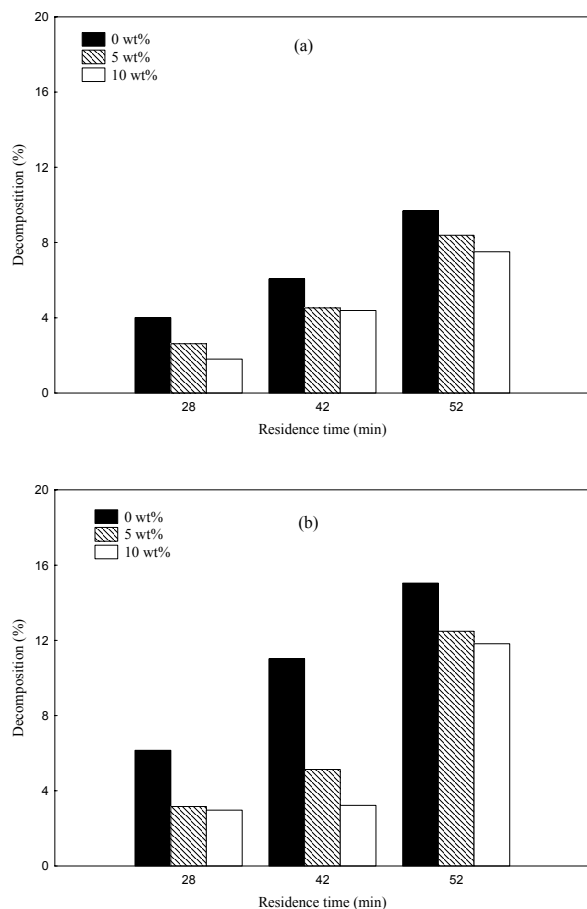 20
16
12
8
4
0
Decompostition (%)
0 wt%
5 wt%
10 wt%
(a)
28 42 52
Residence time (min)
20
16
12
8
4
0
Decomposition (%)
0 wt%
5 wt%
10 wt%
(b)
28 42 52
Residence time (min)